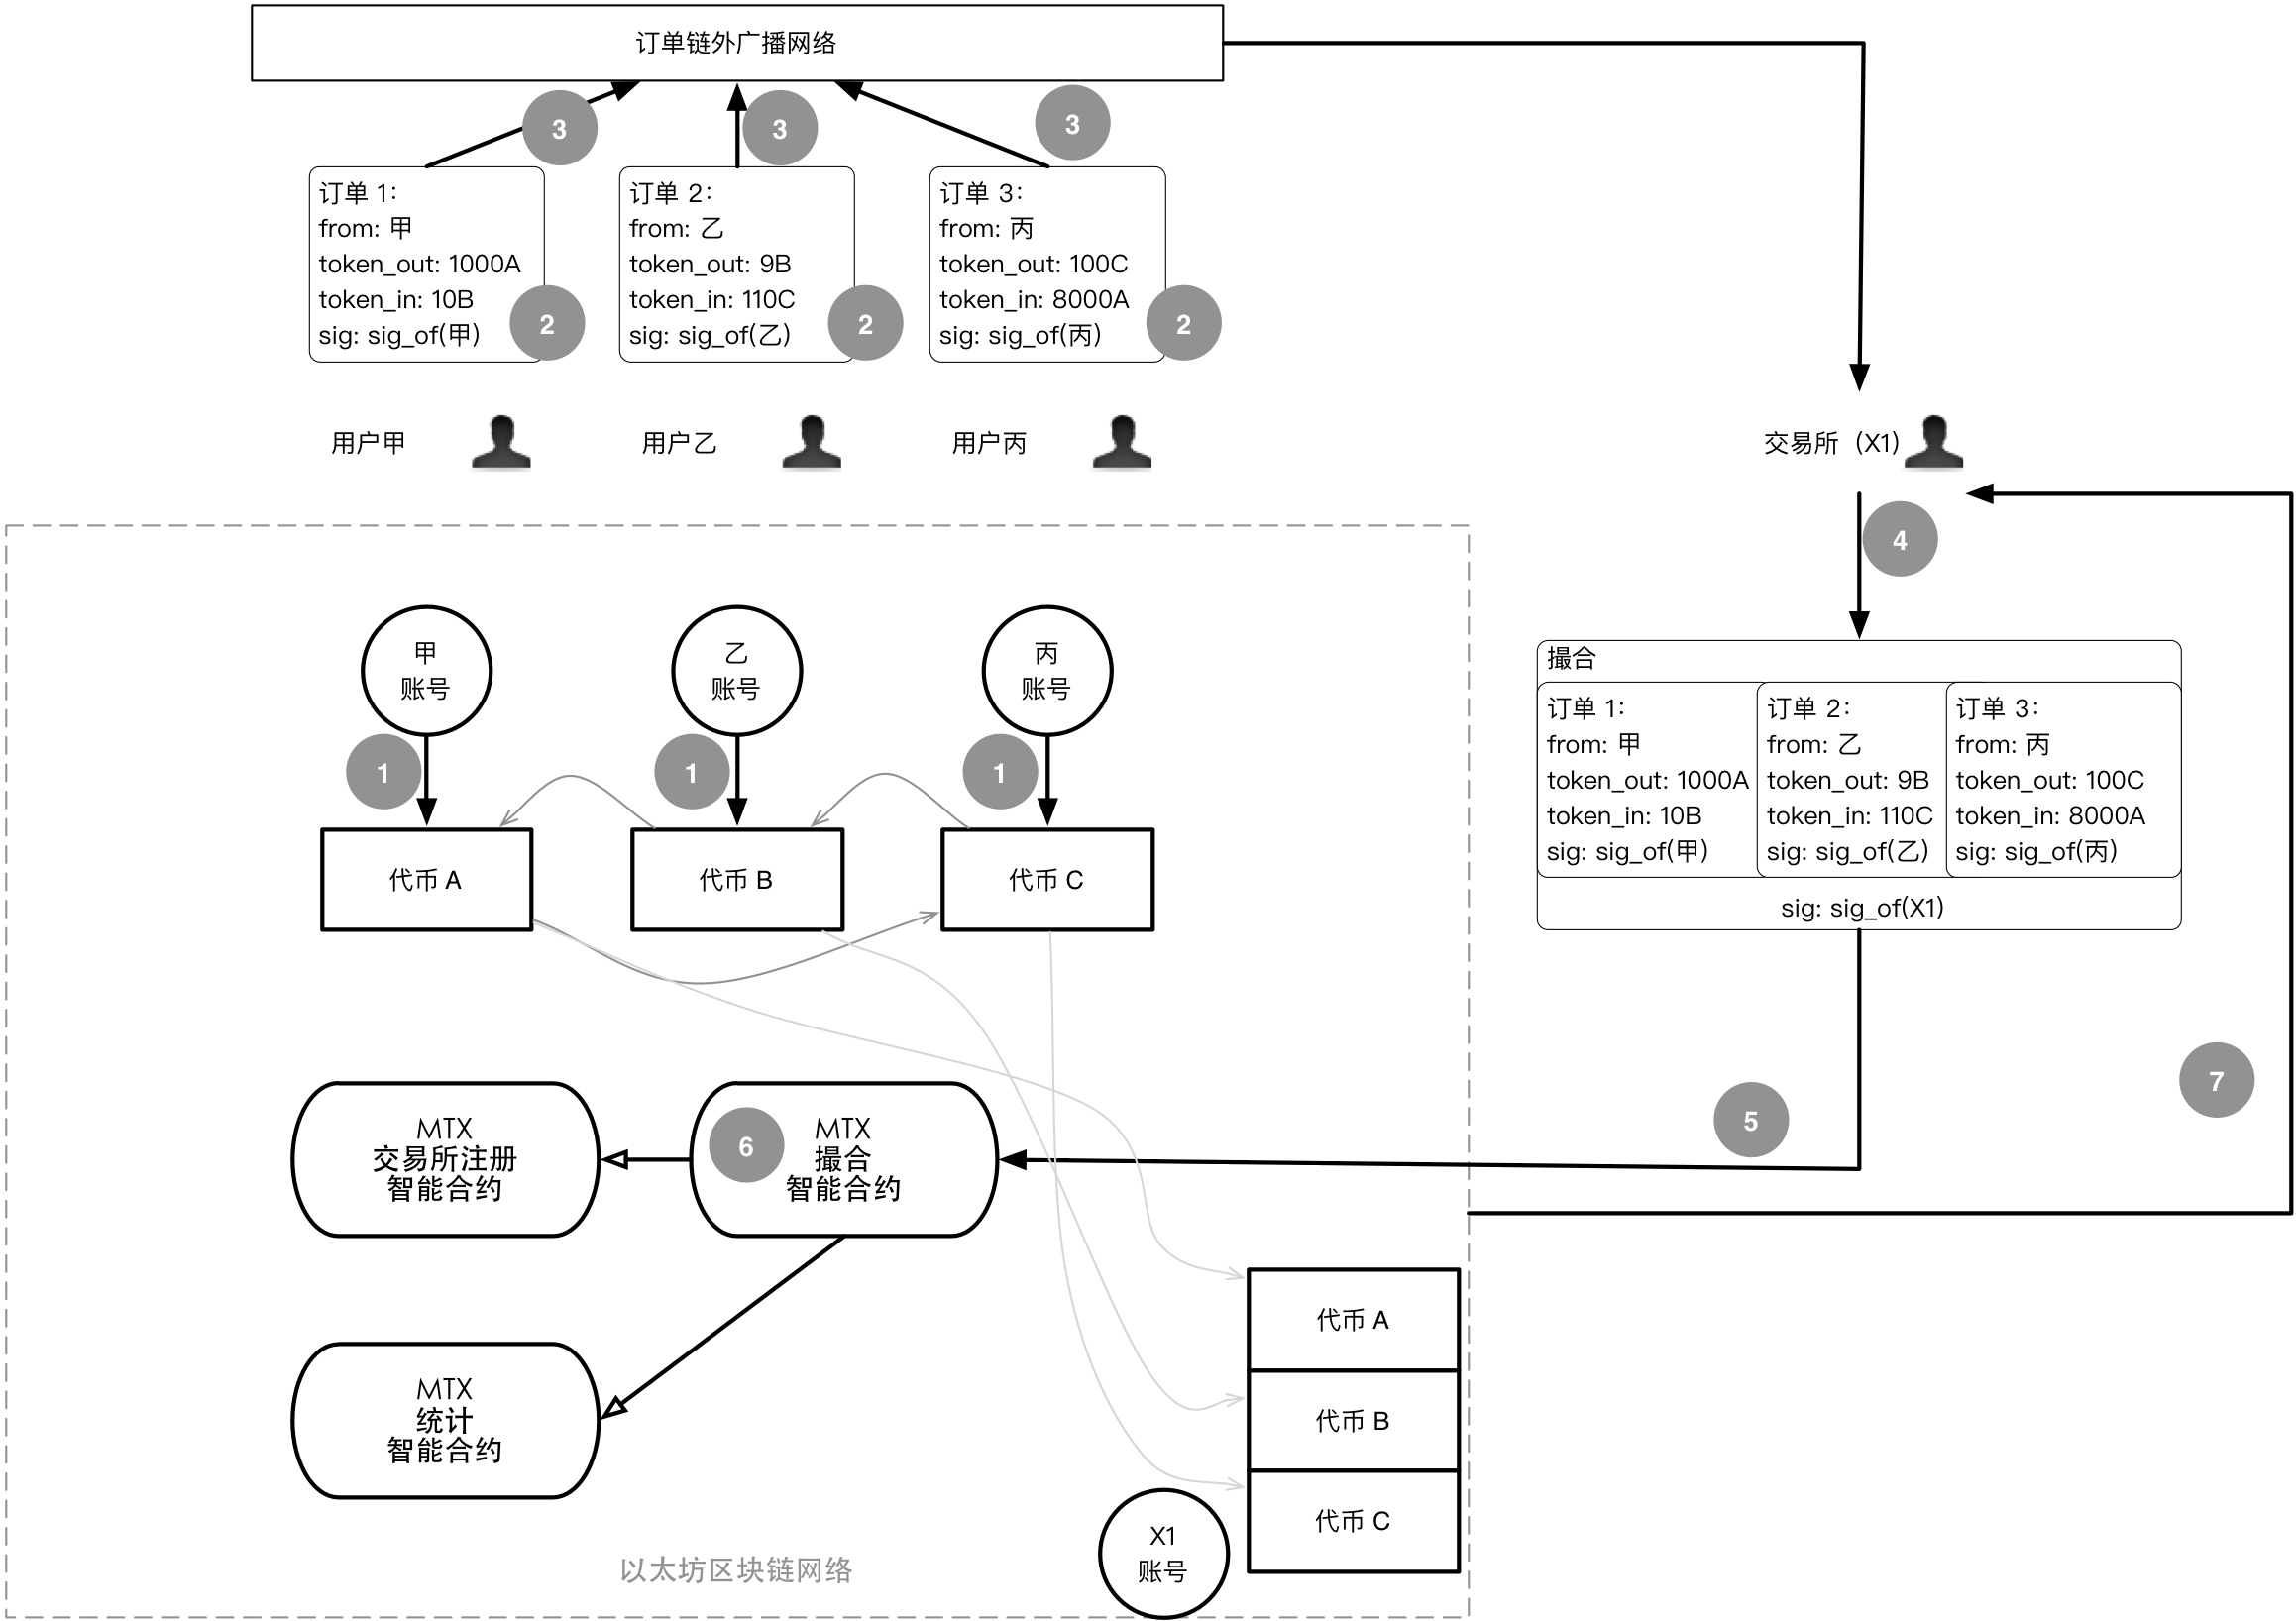 订单链外广播网络
3
3
3
订单 1:
from: 甲
token_out: 1000A
token_in: 10B
sig: sig_of(甲)
2
订单 2:
from: 乙
token_out: 9B
token_in: 110C
sig: sig_of(乙)
2
订单 3:
from: 丙
token_out: 100C
token_in: 8000A
sig: sig_of(丙)
2
用户甲
用户乙
用户丙
交易所（X1）
4
甲
账号
乙
账号
丙
账号
1
1
1
代币 A
代币 B
代币 C
撮合
订单 1:
from: 甲
token_out: 1000A
token_in: 10B
sig: sig_of(甲)
订单 2:
from: 乙
token_out: 9B
token_in: 110C
sig: sig_of(乙)
订单 3:
from: 丙
token_out: 100C
token_in: 8000A
sig: sig_of(丙)
sig: sig_of(X1)
5
7
MTX
交易所注册
智能合约
6
MTX
撮合
智能合约
MTX
统计
智能合约
代币 A
代币 B
代币 C
X1
账号
以太坊区块链网络